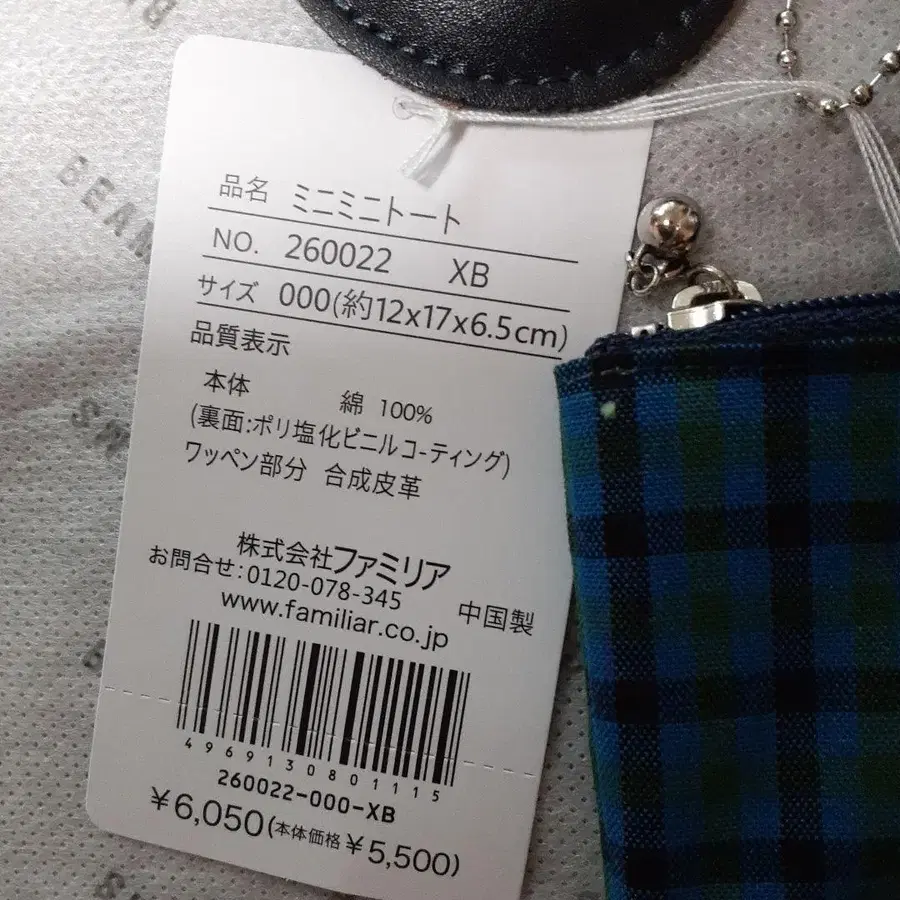 品名 ミニミニトート
NO. 260022 XB
サイズ 000(約12x17x6.5cm)
品質表示
本体 綿 100%
(裏面:ポリ塩化ビニルコーティング)
ワッペン部分 合成皮革
株式会社ファミリア
お問合せ:0120-078-345
www.familiar.co.jp 中国製
4969130801115
260022-000-XB
¥6,050(本体価格¥5,500)
BEAM